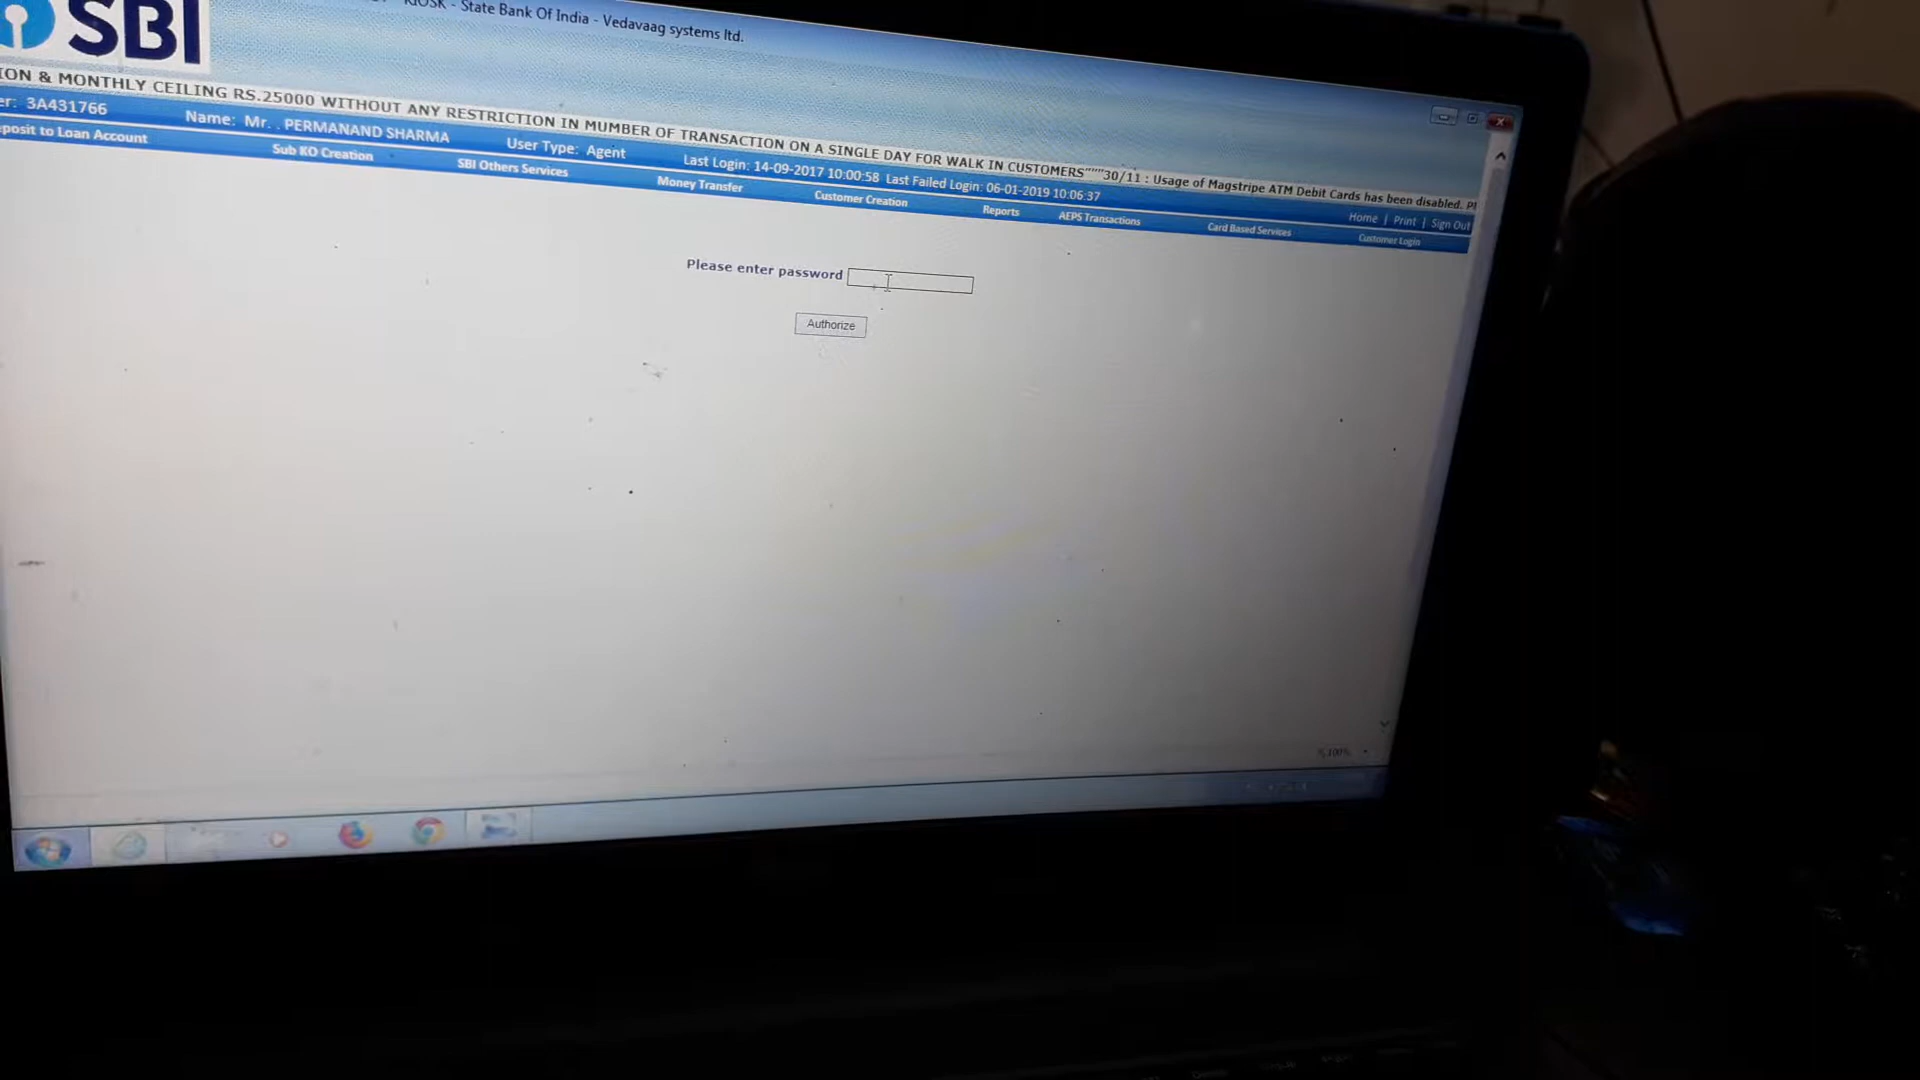 KIOSK - State Bank Of India - Vedavaag systems ltd.
SBI
ION & MONTHLY CEILING RS.25000 WITHOUT ANY RESTRICTION IN MUMBER OF TRANSACTION ON A SINGLE DAY FOR WALK IN CUSTOMERS"""30/11 : Usage of Magstripe ATM Debit Cards has been disabled. Pl
er: 3A431766 Name: Mr. . PERMANAND SHARMA User Type: Agent Last Login: 14-09-2017 10:00:58 Last Failed Login: 06-01-2019 10:06:37 Home | Print | Sign Out
eposit to Loan Account Sub KO Creation SBI Others Services Money Transfer Customer Creation Reports AEPS Transactions Card Based Services Customer Login
Please enter password
Authorize
100%